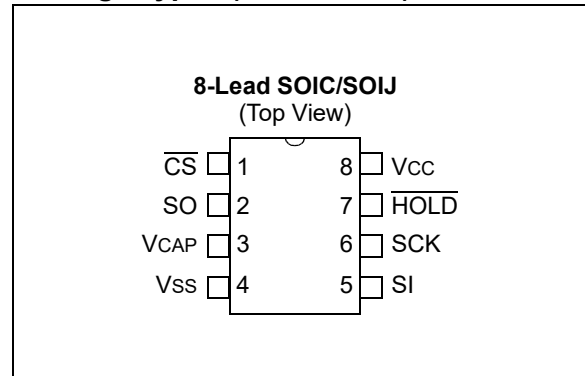 8-Lead SOIC/SOIJ
(Top View)
CS 1 8 VCC
SO 2 7 HOLD
VCAP 3 6 SCK
VSS 4 5 SI